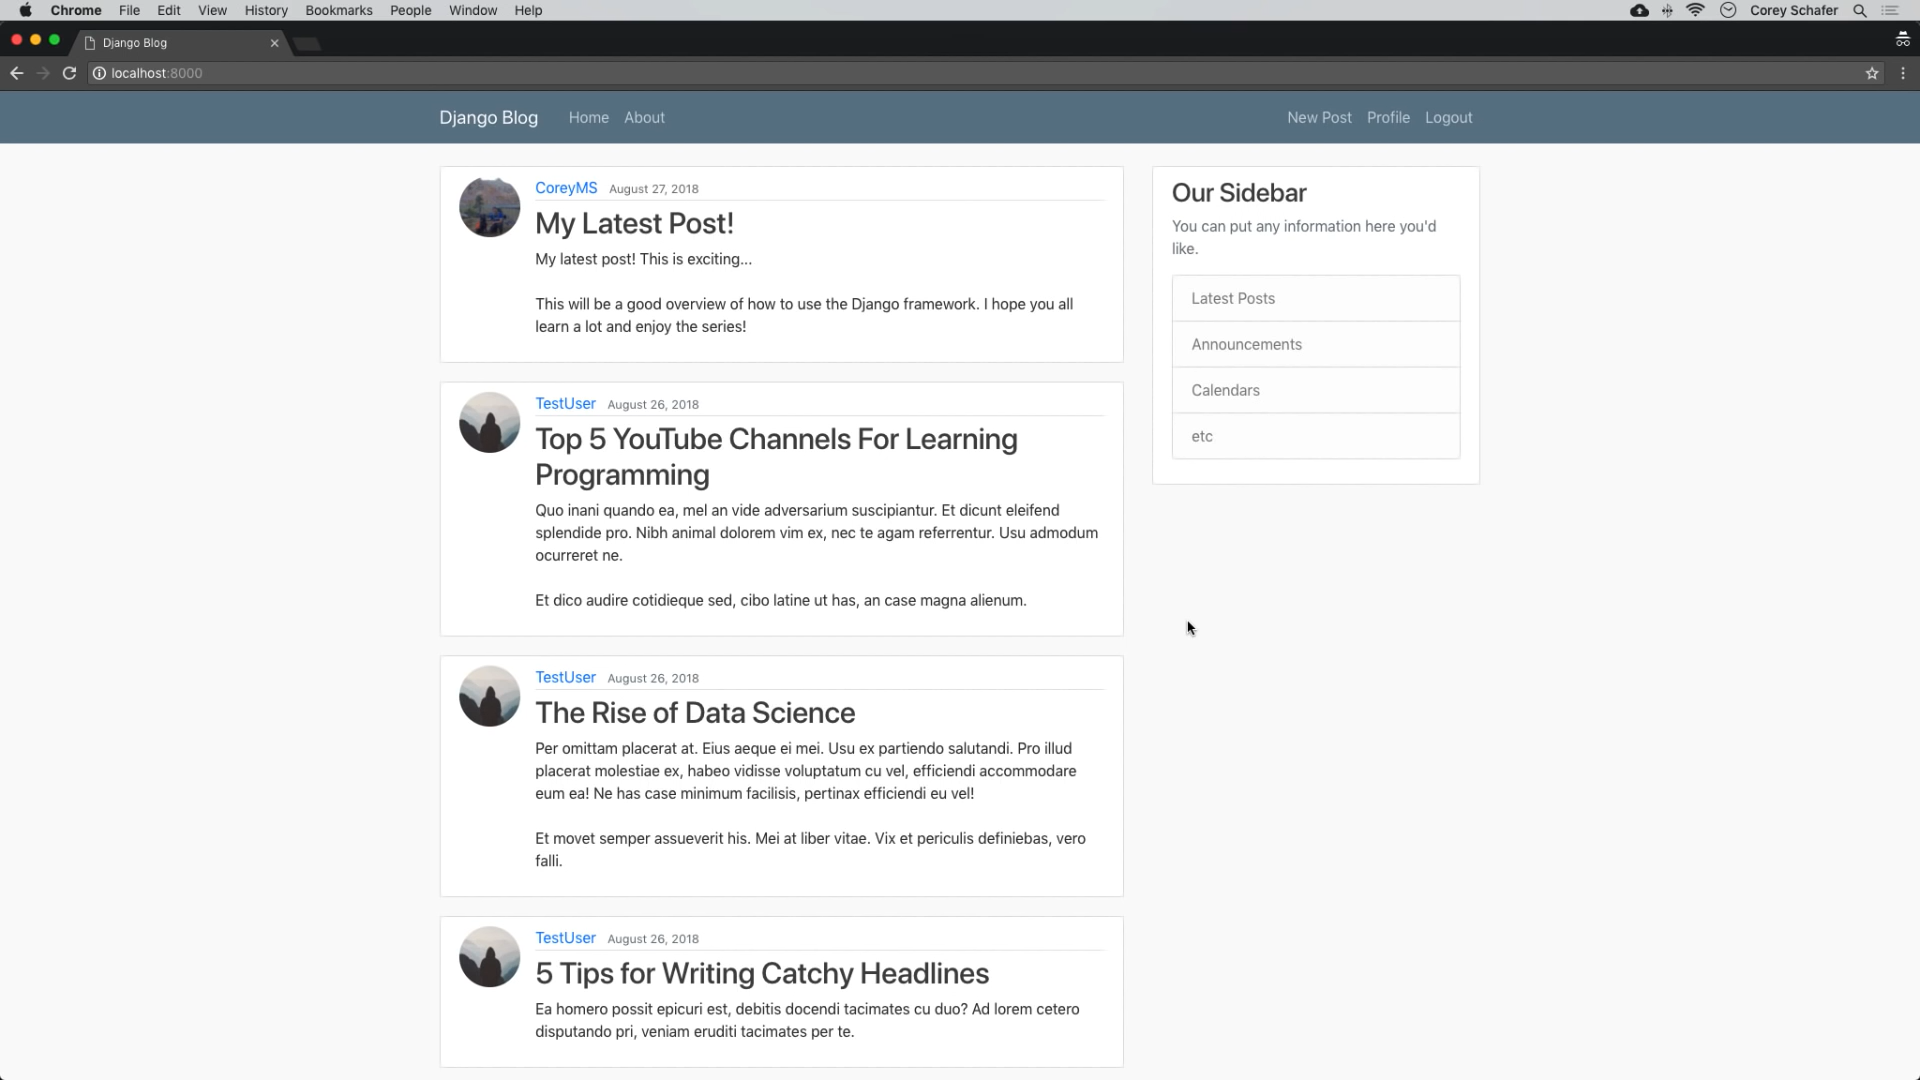 Chrome File Edit View History Bookmarks People Window Help Corey Schafer
Django Blog
localhost:8000
Django Blog Home About New Post Profile Logout
CoreyMS August 27, 2018
My Latest Post!
My latest post! This is exciting...
This will be a good overview of how to use the Django framework. I hope you all
learn a lot and enjoy the series!
TestUser August 26, 2018
Top 5 YouTube Channels For Learning
Programming
Quo inani quando ea, mel an vide adversarium suscipiantur. Et dicunt eleifend
splendide pro. Nibh animal dolorem vim ex, nec te agam referrentur. Usu admodum
ocurreret ne.
Et dico audire cotidieque sed, cibo latine ut has, an case magna alienum.
TestUser August 26, 2018
The Rise of Data Science
Per omittam placerat at. Eius aeque ei mei. Usu ex partiendo salutandi. Pro illud
placerat molestiae ex, habeo vidisse voluptatum cu vel, efficiendi accommodare
eum ea! Ne has case minimum facilisis, pertinax efficiendi eu vel!
Et movet semper assueverit his. Mei at liber vitae. Vix et periculis definiebas, vero
falli.
TestUser August 26, 2018
5 Tips for Writing Catchy Headlines
Ea homero possit epicuri est, debitis docendi tacimates cu duo? Ad lorem cetero
disputando pri, veniam eruditi tacimates per te.
Our Sidebar
You can put any information here you'd
like.
Latest Posts
Announcements
Calendars
etc